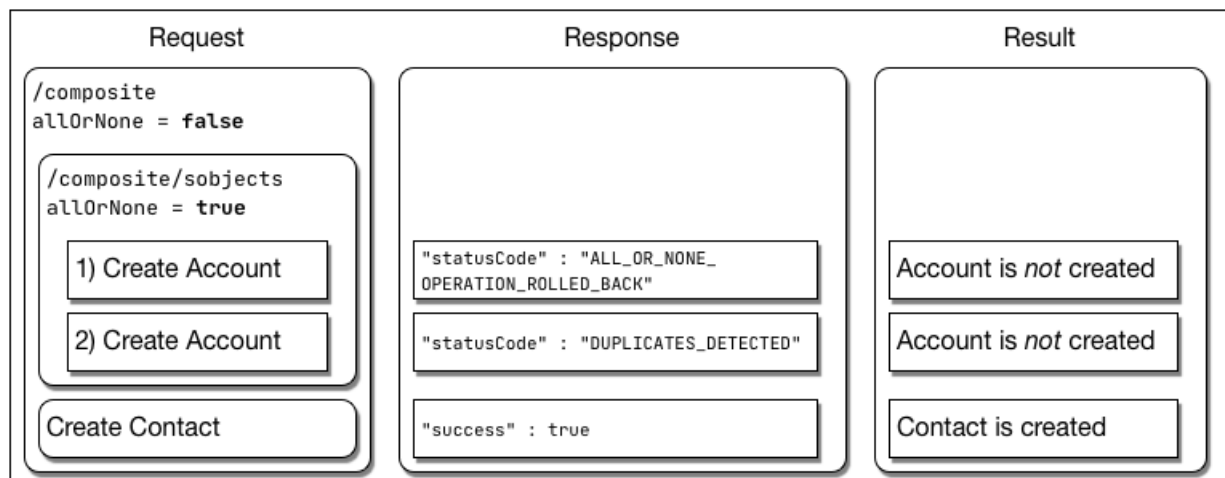 Request
Response
Result
/composite
allOrNone = false
/composite/sobjects
allOrNone = true
1) Create Account
"statusCode" : "ALL_OR_NONE_
OPERATION_ROLLED_BACK"
Account is not created
2) Create Account
"statusCode" : "DUPLICATES_DETECTED"
Account is not created
Create Contact
"success" : true
Contact is created